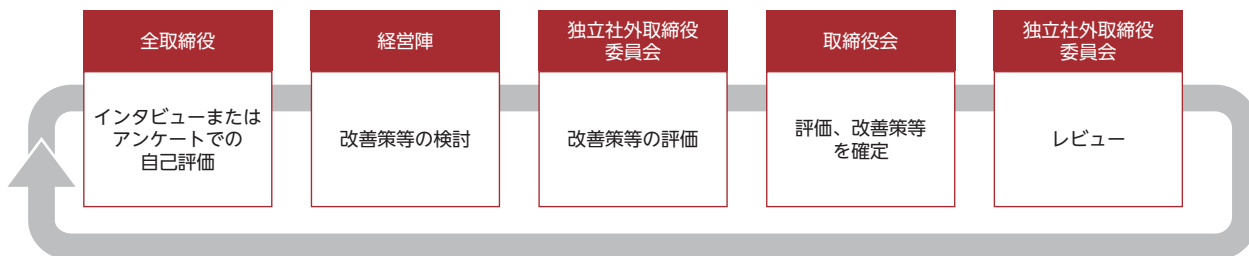 全取締役
インタビューまたは
アンケートでの
自己評価
経営陣
改善策等の検討
独立社外取締役
委員会
改善策等の評価
取締役会
評価、改善策等
を確定
独立社外取締役
委員会
レビュー